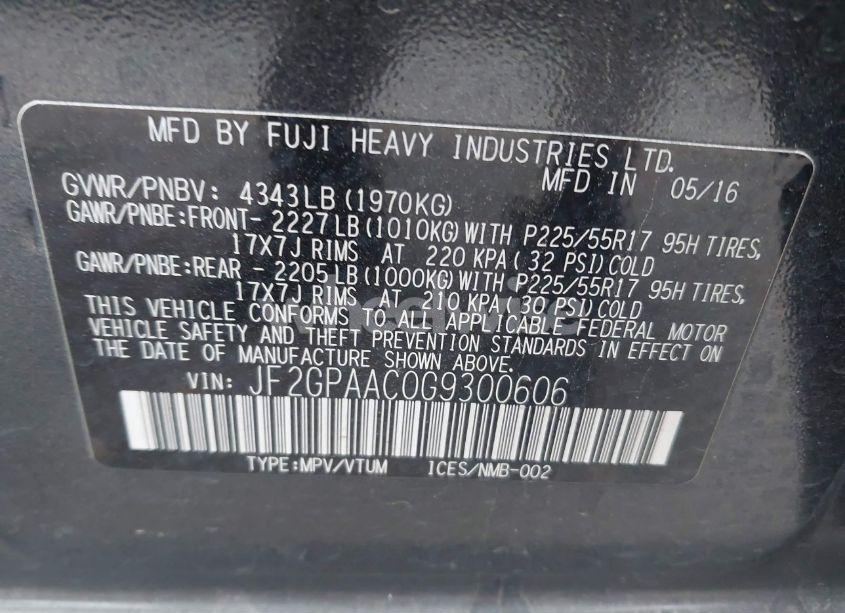 MFD BY FUJI HEAVY INDUSTRIES LTD.
MFD IN 05/16
GVWR/PNBV: 4343LB(1970KG)
GAWR/PNBE:FRONT- 2227LB(1010KG)WITH P225/55R17 95H TIRES,
17X7J RIMS AT 220 KPA( 32 PSI)COLD
GAWR/PNBE:REAR - 2205LB(1000KG)WITH P225/55R17 95H TIRES,
17X7J RIMS AT 210 KPA( 30 PSI)COLD
THIS VEHICLE CONFORMS TO ALL APPLICABLE FEDERAL MOTOR
VEHICLE SAFETY AND THEFT PREVENTION STANDARDS IN EFFECT ON
THE DATE OF MANUFACTURE SHOWN ABOVE.
VIN: JF2GPAAC0G9300606
TYPE:MPV/VTUM ICES/NMB-002